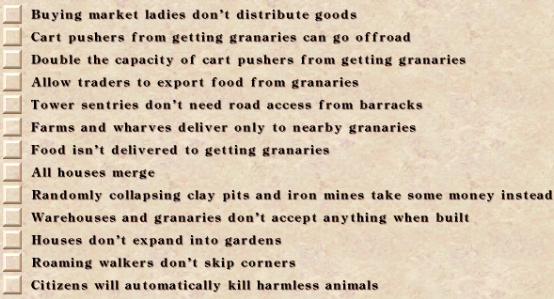 Buying market ladies don't distribute goods
Cart pushers from getting granaries can go offroad
Double the capacity of cart pushers from getting granaries
Allow traders to export food from granaries
Tower sentries don't need road access from barracks
Farms and wharves deliver only to nearby granaries
Food isn't delivered to getting granaries
All houses merge
Randomly collapsing clay pits and iron mines take some money instead
Warehouses and granaries don't accept anything when built
Houses don't expand into gardens
Roaming walkers don't skip corners
Citizens will automatically kill harmless animals